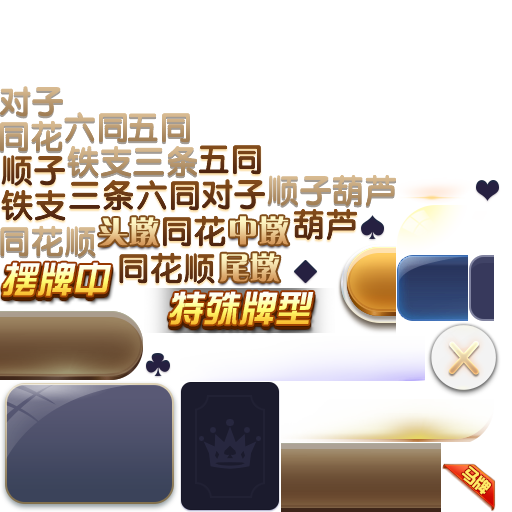 对子
同花 六同 五同
顺子 铁支 三条 五同
铁支 三条 六同 对子 顺子 葫芦
同花顺 头墩 同花 中墩 葫芦
摆牌中 同花顺 尾墩
特殊牌型
马牌